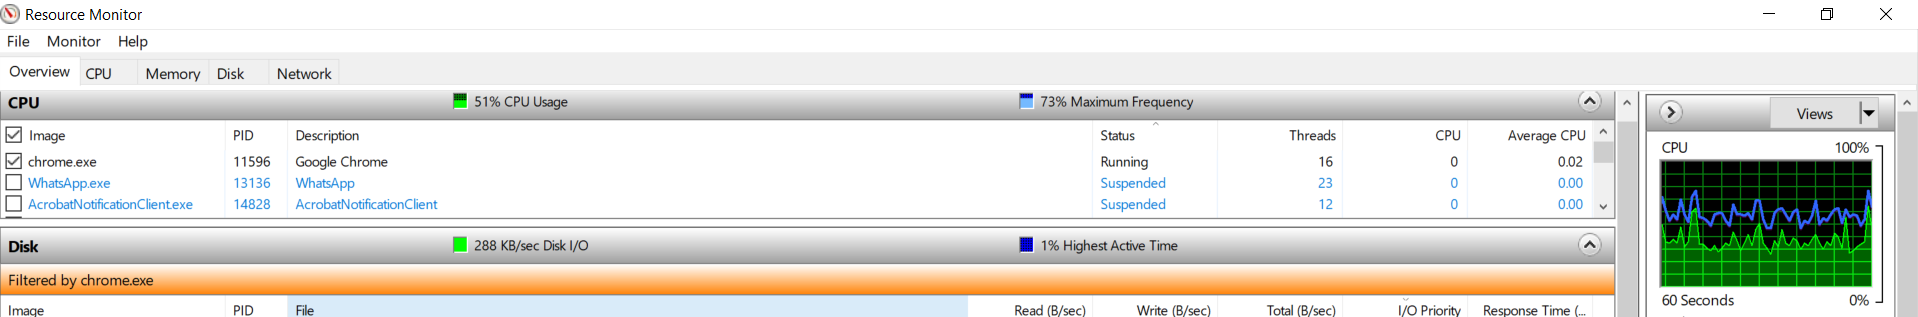 Resource Monitor
File Monitor Help
Overview CPU Memory Disk Network
CPU 51% CPU Usage 73% Maximum Frequency
Image PID Description Status Threads CPU Average CPU
chrome.exe 11596 Google Chrome Running 16 0 0.02
WhatsApp.exe 13136 WhatsApp Suspended 23 0 0.00
AcrobatNotificationClient.exe 14828 AcrobatNotificationClient Suspended 12 0 0.00
Disk 288 KB/sec Disk I/O 1% Highest Active Time
Filtered by chrome.exe
Image PID File Read (B/sec) Write (B/sec) Total (B/sec) I/O Priority Response Time (...
Views
CPU 100%
60 Seconds 0%